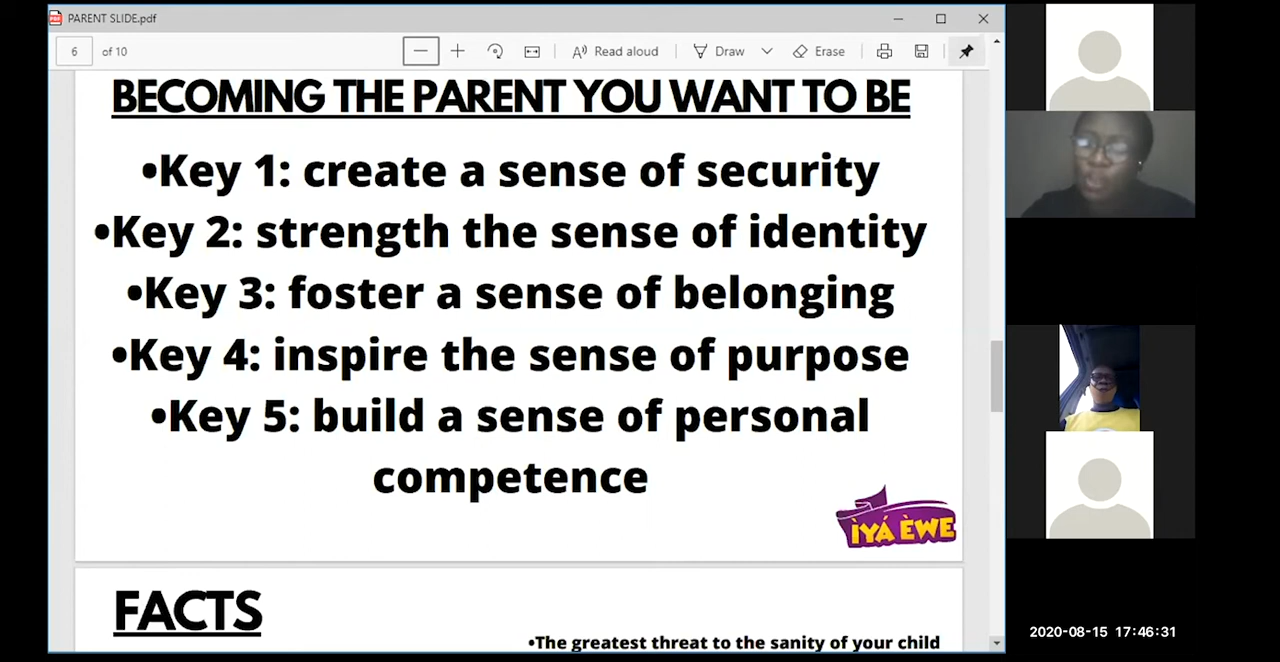 PARENT SLIDE.pdf
6 of 10
Read aloud
Draw
Erase
BECOMING THE PARENT YOU WANT TO BE
•Key 1: create a sense of security
•Key 2: strength the sense of identity
•Key 3: foster a sense of belonging
•Key 4: inspire the sense of purpose
•Key 5: build a sense of personal
competence
ÌYÁ ÈWE
FACTS
•The greatest threat to the sanity of your child
2020-08-15 17:46:31